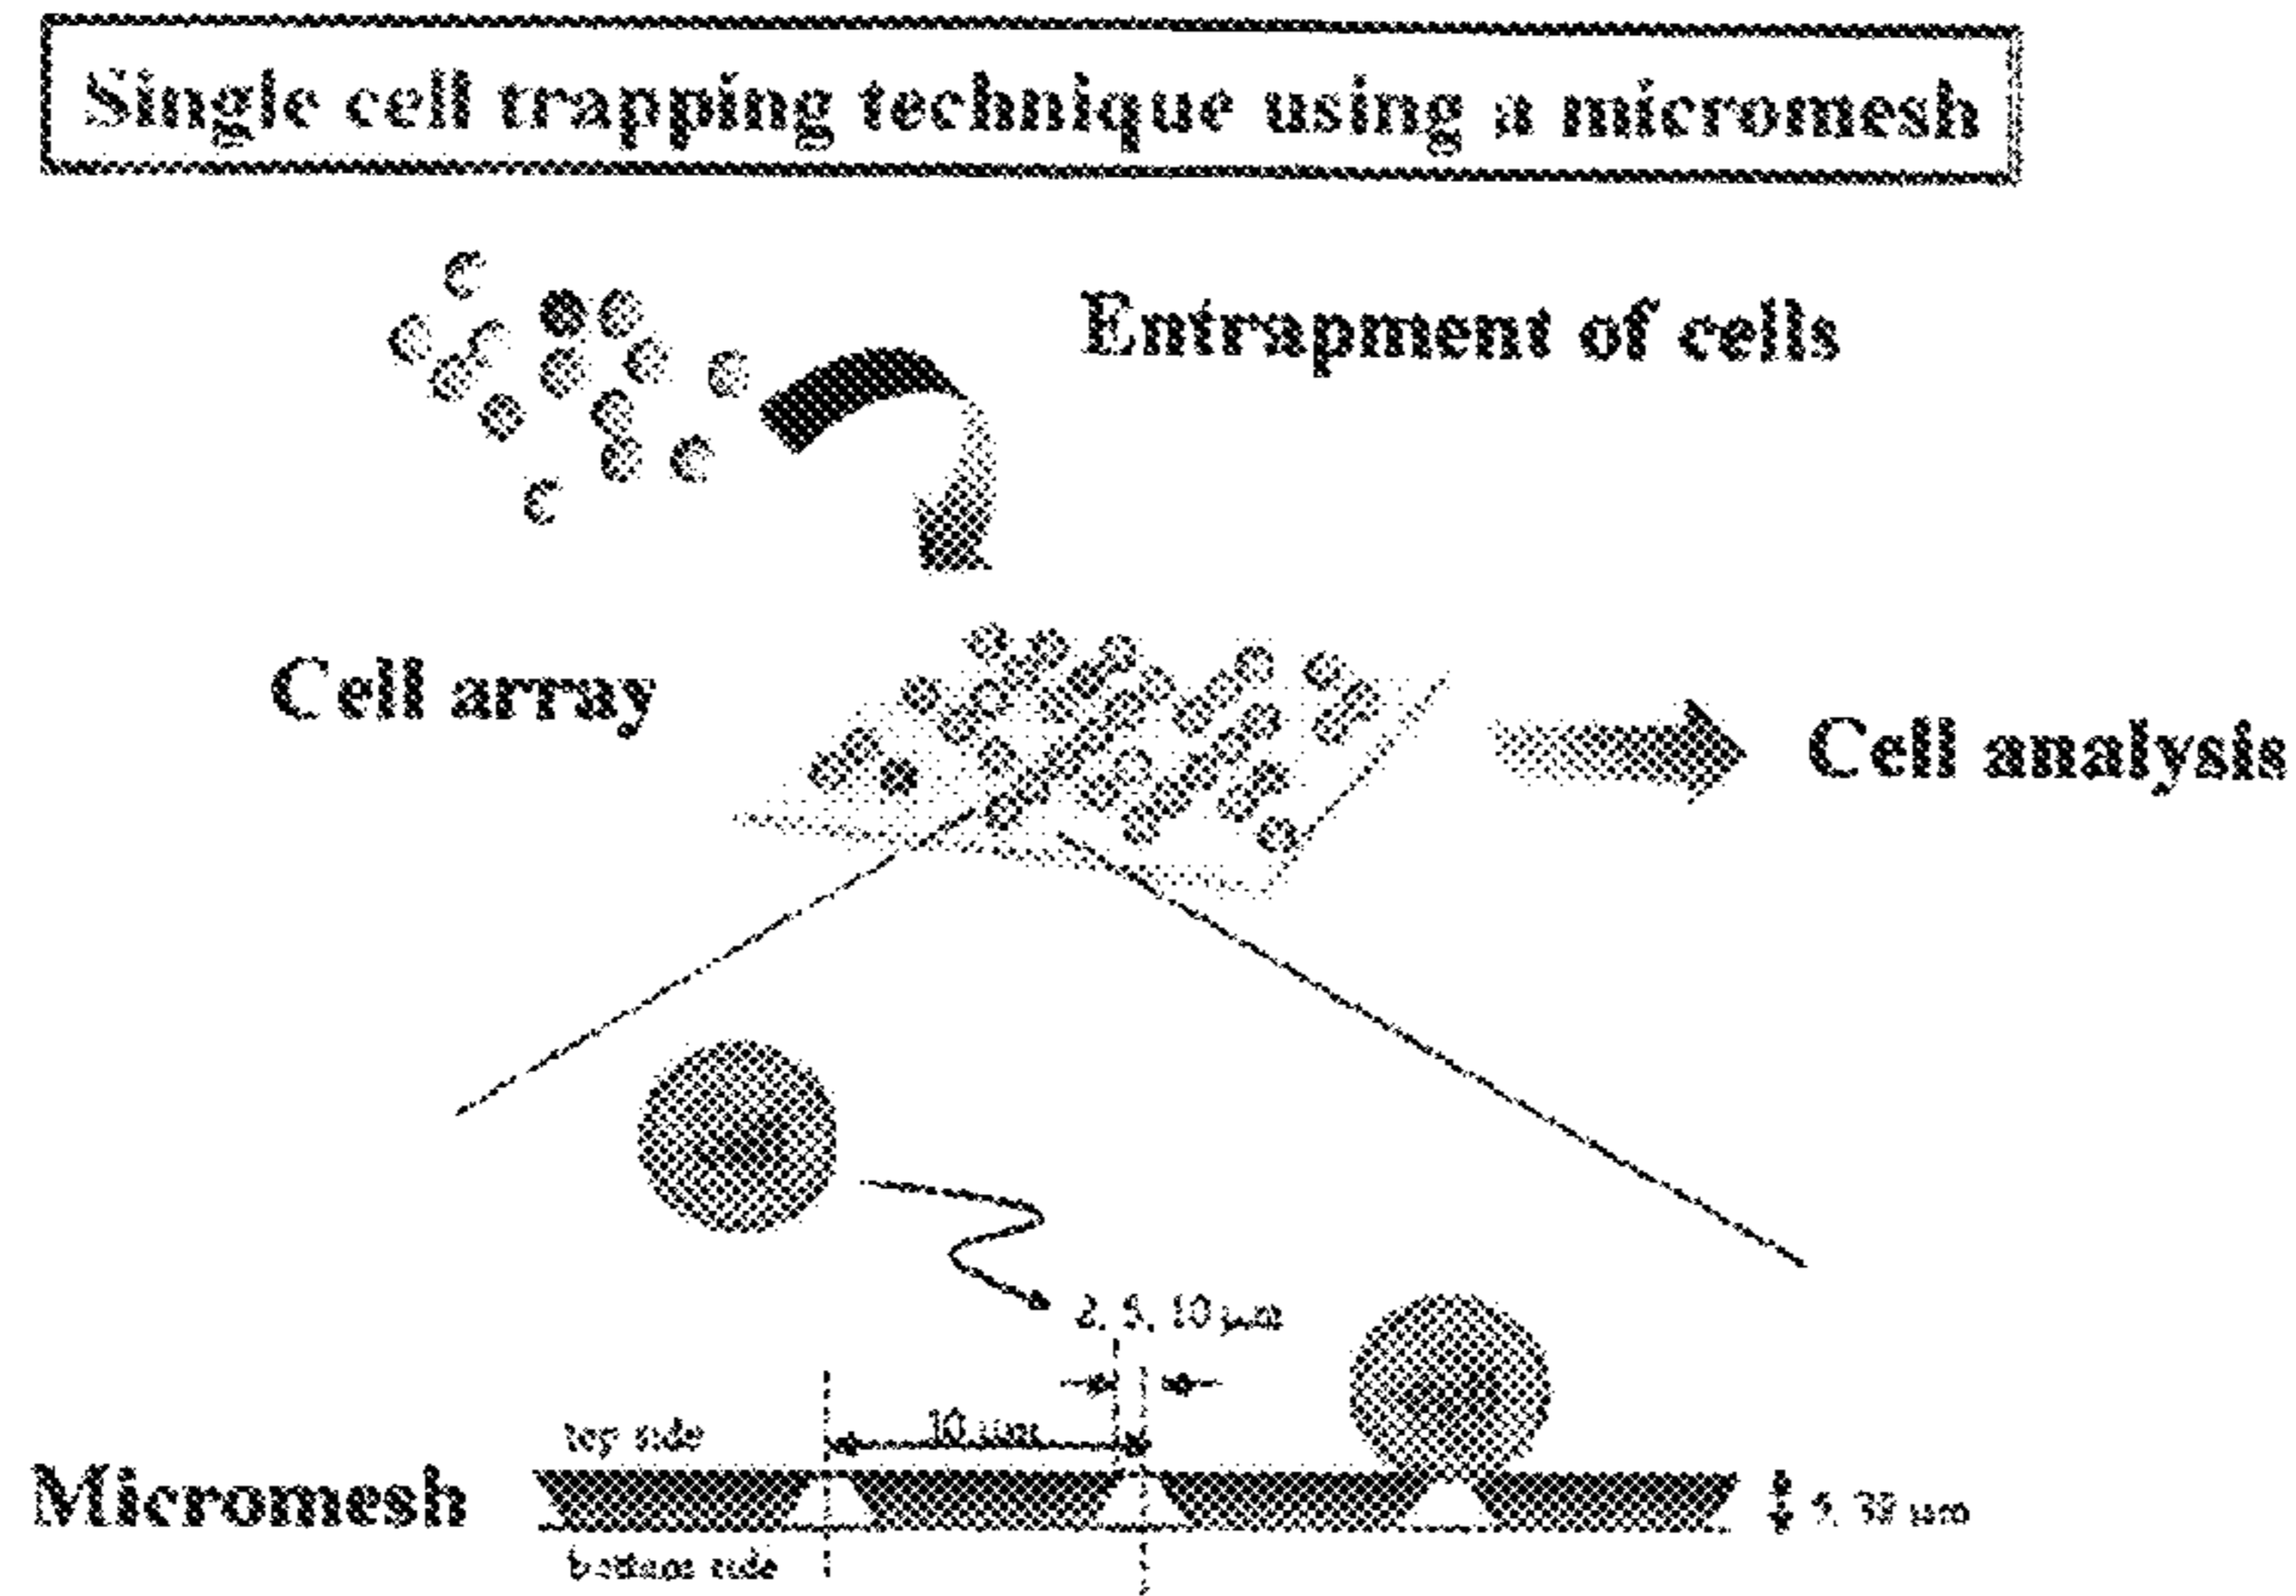 Single cell trapping technique using a micromesh
Entrapment of cells
Cell array
Cell analysis
2, 5, 10 μm
10 μm
top side
Micromesh
μm
bottom side